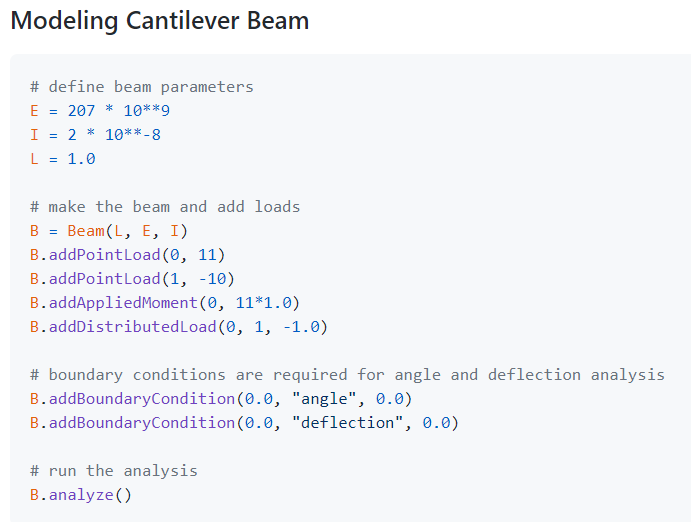 Modeling Cantilever Beam
# define beam parameters
E = 207 * 10**9
I = 2 * 10**-8
L = 1.0
# make the beam and add loads
B = Beam(L, E, I)
B.addPointLoad(0, 11)
B.addPointLoad(1, -10)
B.addAppliedMoment(0, 11*1.0)
B.addDistributedLoad(0, 1, -1.0)
# boundary conditions are required for angle and deflection analysis
B.addBoundaryCondition(0.0, "angle", 0.0)
B.addBoundaryCondition(0.0, "deflection", 0.0)
# run the analysis
B.analyze()